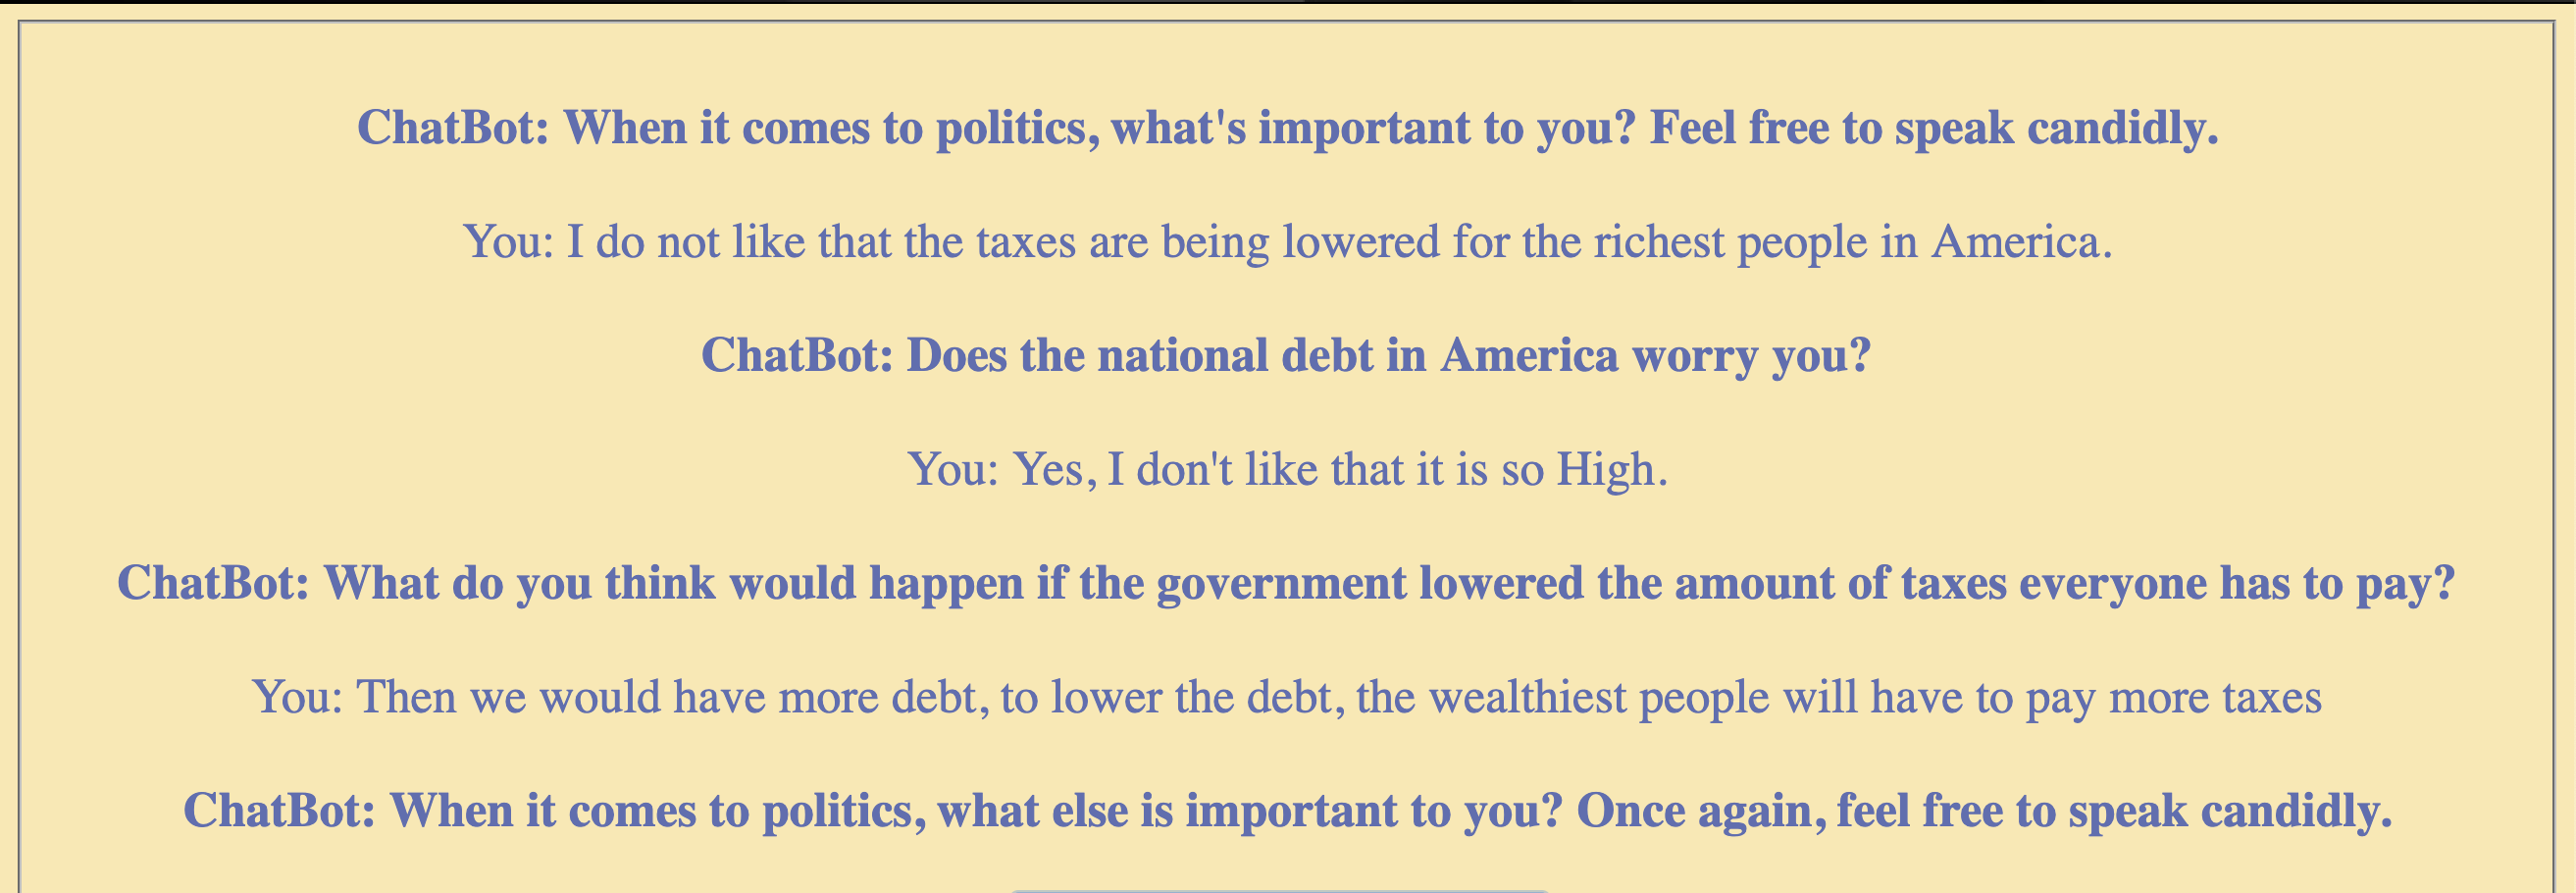 ChatBot: When it comes to politics, what's important to you? Feel free to speak candidly.
You: I do not like that the taxes are being lowered for the richest people in America.
ChatBot: Does the national debt in America worry you?
You: Yes, I don't like that it is so High.
ChatBot: What do you think would happen if the government lowered the amount of taxes everyone has to pay?
You: Then we would have more debt, to lower the debt, the wealthiest people will have to pay more taxes
ChatBot: When it comes to politics, what else is important to you? Once again, feel free to speak candidly.